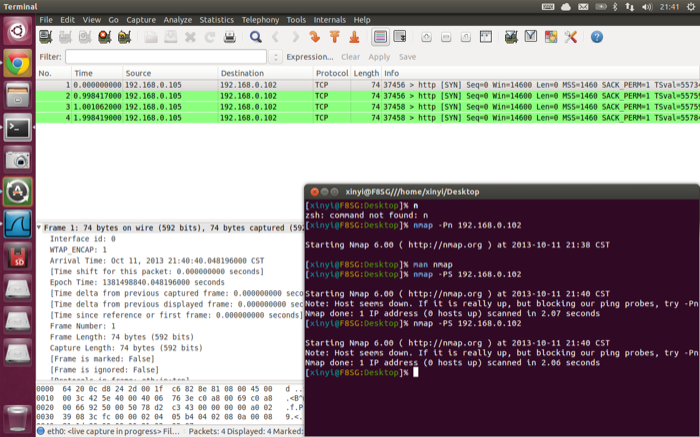 Terminal
21:41
File Edit View Go Capture Analyze Statistics Telephony Tools Internals Help
Filter:
Expression... Clear Apply Save
No. Time Source Destination Protocol Length Info
1 0.000000000 192.168.0.105 192.168.0.102 TCP 74 37456 > http [SYN] Seq=0 Win=14600 Len=0 MSS=1460 SACK_PERM=1 TSval=5573
2 0.998417000 192.168.0.105 192.168.0.102 TCP 74 37456 > http [SYN] Seq=0 Win=14600 Len=0 MSS=1460 SACK_PERM=1 TSval=5575
3 1.001062000 192.168.0.105 192.168.0.102 TCP 74 37458 > http [SYN] Seq=0 Win=14600 Len=0 MSS=1460 SACK_PERM=1 TSval=5575
4 1.998419000 192.168.0.105 192.168.0.102 TCP 74 37458 > http [SYN] Seq=0 Win=14600 Len=0 MSS=1460 SACK_PERM=1 TSval=5578
Frame 1: 74 bytes on wire (592 bits), 74 bytes captured (592
Interface id: 0
WTAP_ENCAP: 1
Arrival Time: Oct 11, 2013 21:40:40.048196000 CST
[Time shift for this packet: 0.000000000 seconds]
Epoch Time: 1381498840.048196000 seconds
[Time delta from previous captured frame: 0.000000000 seco
[Time delta from previous displayed frame: 0.000000000 sec
[Time since reference or first frame: 0.000000000 seconds]
Frame Number: 1
Frame Length: 74 bytes (592 bits)
Capture Length: 74 bytes (592 bits)
[Frame is marked: False]
[Frame is ignored: False]
0000 64 20 0c d8 24 2d 00 1f c6 82 8e 81 08 00 45 00 d ..
0010 00 3c 42 5e 40 00 40 06 76 3e c0 a8 00 69 c0 a8 .<B^
0020 00 66 92 50 00 50 78 d2 c3 43 00 00 00 00 a0 02 .f.P
0030 39 08 3c fc 00 00 02 04 05 b4 04 02 08 0a 00 08 9.<.
eth0: <live capture in progress> Fil... Packets: 4 Displayed: 4 Marked:
xinyi@F8SG///home/xinyi/Desktop
[xinyi@F8SG:Desktop]% n
zsh: command not found: n
[xinyi@F8SG:Desktop]% nmap -Pn 192.168.0.102
Starting Nmap 6.00 ( http://nmap.org ) at 2013-10-11 21:38 CST
[xinyi@F8SG:Desktop]% man nmap
[xinyi@F8SG:Desktop]% nmap -PS 192.168.0.102
Starting Nmap 6.00 ( http://nmap.org ) at 2013-10-11 21:40 CST
Note: Host seems down. If it is really up, but blocking our ping probes, try -Pn
Nmap done: 1 IP address (0 hosts up) scanned in 2.07 seconds
[xinyi@F8SG:Desktop]% nmap -PS 192.168.0.102
Starting Nmap 6.00 ( http://nmap.org ) at 2013-10-11 21:40 CST
Note: Host seems down. If it is really up, but blocking our ping probes, try -Pn
Nmap done: 1 IP address (0 hosts up) scanned in 2.06 seconds
[xinyi@F8SG:Desktop]%